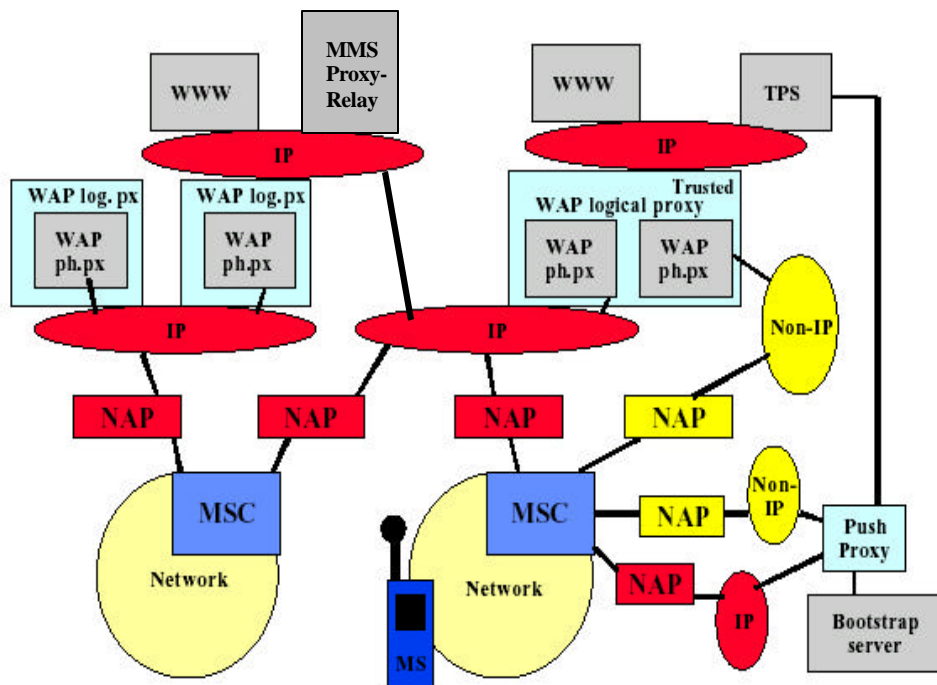 MMS
Proxy-
Relay
WWW
WWW
TPS
IP
IP
WAP log.px
WAP log.px
Trusted
WAP logical proxy
WAP
ph.px
WAP
ph.px
WAP
ph.px
WAP
ph.px
IP
IP
Non-IP
NAP
NAP
NAP
NAP
MSC
MSC
Non-
IP
NAP
Push
Proxy
Network
Network
NAP
IP
Bootstrap
server
MS